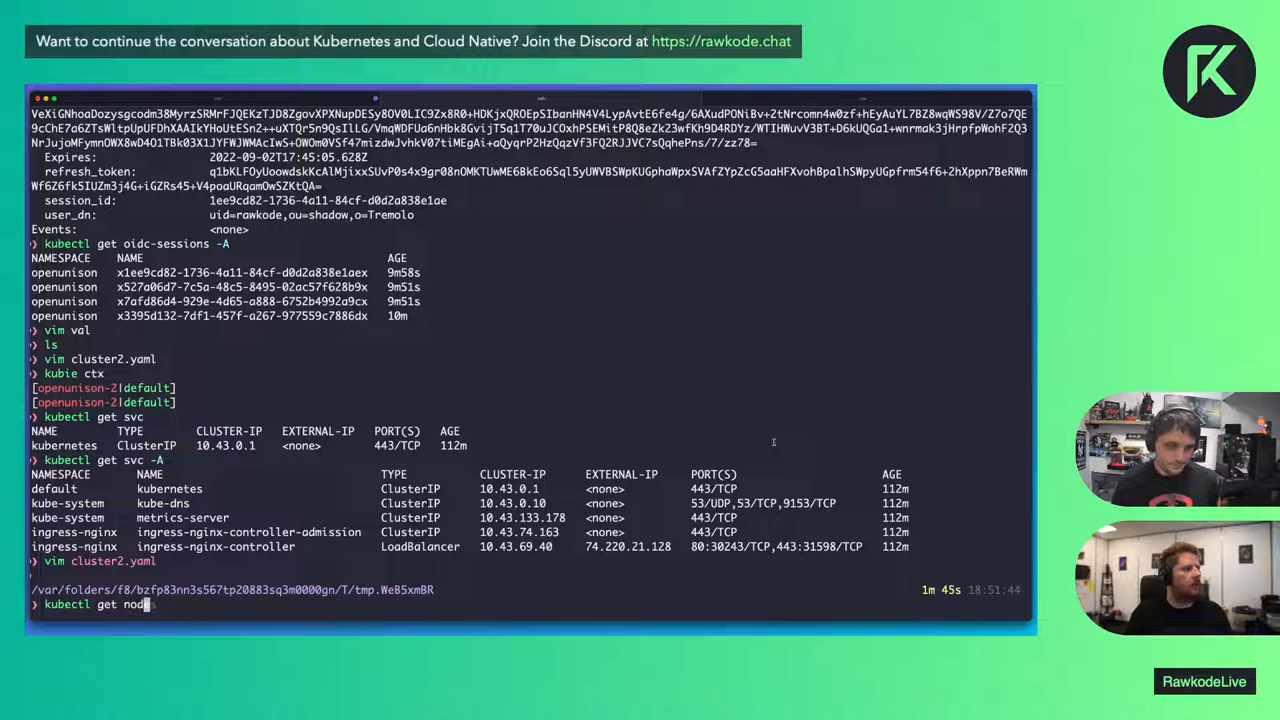 Want to continue the conversation about Kubernetes and Cloud Native? Join the Discord at https://rawkode.chat
Expires: 2022-09-02T17:45:05.628Z
session_id: 1ee9cd82-1736-4a11-84cf-d0d2a838e1ae
user_dn: uid=rawkode,ou=shadow,o=Tremolo
Events: <none>
❯ kubectl get oidc-sessions -A
NAMESPACE NAME AGE
openunison x1ee9cd82-1736-4a11-84cf-d0d2a838e1aex 9m58s
openunison x527a06d7-7c5a-48c5-8495-02ac57f628b9x 9m51s
openunison x7afd86d4-929e-4d65-a888-6752b4992a9cx 9m51s
openunison x3395d132-7df1-457f-a267-977559c7886dx 10m
❯ vim val
❯ ls
❯ vim cluster2.yaml
❯ kubie ctx
[openunison-2|default]
[openunison-2|default]
❯ kubectl get svc
NAME TYPE CLUSTER-IP EXTERNAL-IP PORT(S) AGE
kubernetes ClusterIP 10.43.0.1 <none> 443/TCP 112m
❯ kubectl get svc -A
NAMESPACE NAME TYPE CLUSTER-IP EXTERNAL-IP PORT(S) AGE
default kubernetes ClusterIP 10.43.0.1 <none> 443/TCP 112m
kube-system kube-dns ClusterIP 10.43.0.10 <none> 53/UDP,53/TCP,9153/TCP 112m
kube-system metrics-server ClusterIP 10.43.133.178 <none> 443/TCP 112m
ingress-nginx ingress-nginx-controller-admission ClusterIP 10.43.74.163 <none> 443/TCP 112m
ingress-nginx ingress-nginx-controller LoadBalancer 10.43.69.40 74.220.21.128 80:30243/TCP,443:31598/TCP 112m
❯ vim cluster2.yaml
/var/folders/f8/bzfp83nn3s567tp20883sq3m0000gn/T/tmp.WeB5xmBR 1m 45s 18:51:44
❯ kubectl get nodes
RawkodeLive